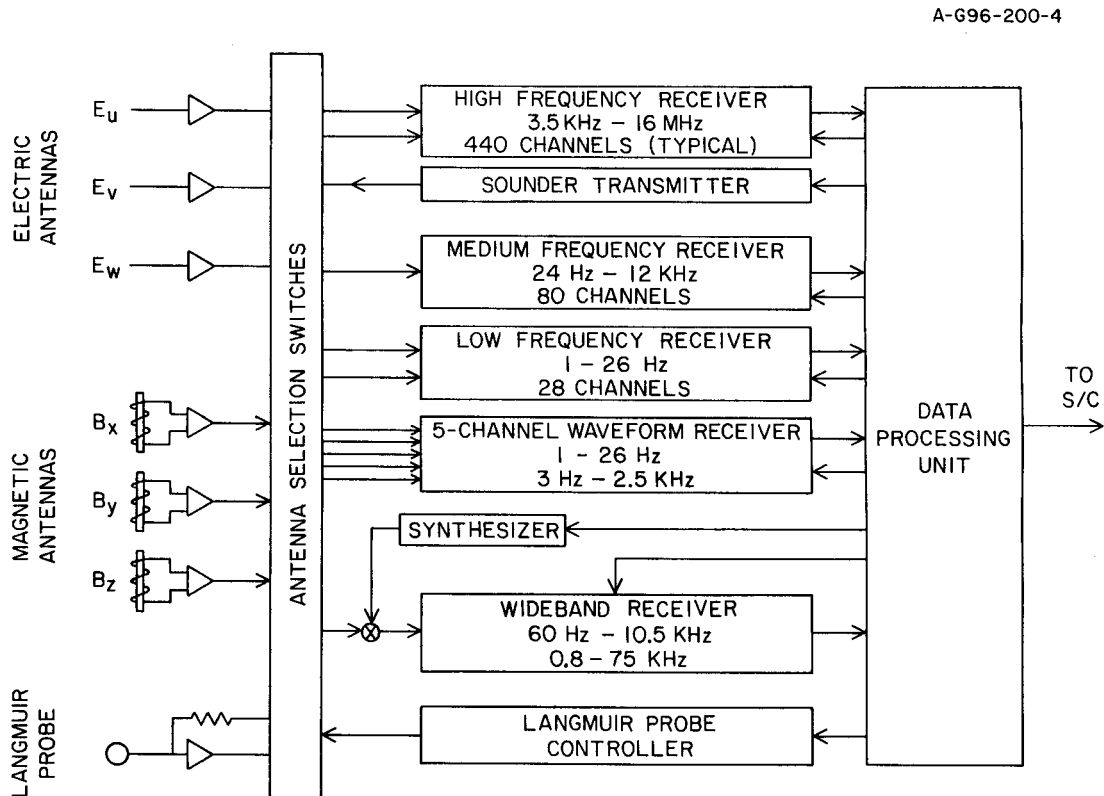 A-G96-200-4
ELECTRIC
ANTENNAS
Eu
Ev
Ew
MAGNETIC
ANTENNAS
Bx
By
Bz
LANGMUIR
PROBE
ANTENNA SELECTION SWITCHES
HIGH FREQUENCY RECEIVER
3.5 KHz – 16 MHz
440 CHANNELS (TYPICAL)
SOUNDER TRANSMITTER
MEDIUM FREQUENCY RECEIVER
24 Hz – 12 KHz
80 CHANNELS
LOW FREQUENCY RECEIVER
1 – 26 Hz
28 CHANNELS
5-CHANNEL WAVEFORM RECEIVER
1 – 26 Hz
3 Hz – 2.5 KHz
SYNTHESIZER
WIDEBAND RECEIVER
60 Hz – 10.5 KHz
0.8 – 75 KHz
LANGMUIR PROBE
CONTROLLER
DATA
PROCESSING
UNIT
TO
S/C